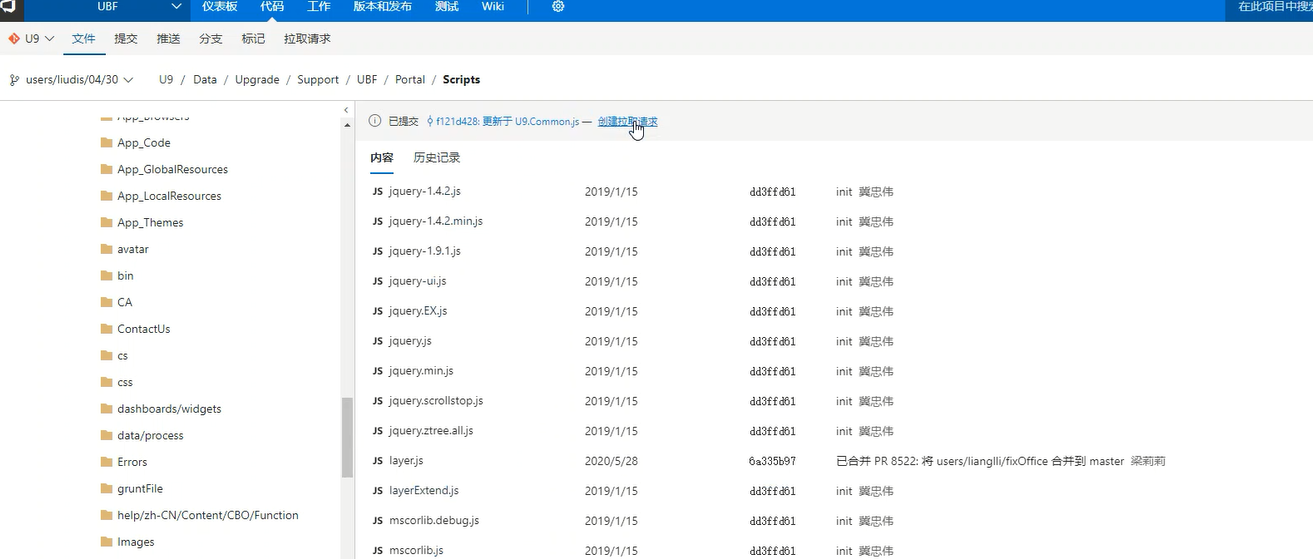 UBF 仪表板 代码 工作 版本和发布 测试 Wiki 在此项目中搜索
U9 文件 提交 推送 分支 标记 拉取请求
users/liudis/04/30 U9 / Data / Upgrade / Support / UBF / Portal / Scripts
App_Browsers
App_Code
App_GlobalResources
App_LocalResources
App_Themes
avatar
bin
CA
ContactUs
cs
css
dashboards/widgets
data/process
Errors
gruntFile
help/zh-CN/Content/CBO/Function
Images
已提交 f121d428: 更新于 U9.Common.js — 创建拉取请求
内容 历史记录
JS jquery-1.4.2.js 2019/1/15 dd3ffd61 init 冀忠伟
JS jquery-1.4.2.min.js 2019/1/15 dd3ffd61 init 冀忠伟
JS jquery-1.9.1.js 2019/1/15 dd3ffd61 init 冀忠伟
JS jquery-ui.js 2019/1/15 dd3ffd61 init 冀忠伟
JS jquery.EX.js 2019/1/15 dd3ffd61 init 冀忠伟
JS jquery.js 2019/1/15 dd3ffd61 init 冀忠伟
JS jquery.min.js 2019/1/15 dd3ffd61 init 冀忠伟
JS jquery.scrollstop.js 2019/1/15 dd3ffd61 init 冀忠伟
JS jquery.ztree.all.js 2019/1/15 dd3ffd61 init 冀忠伟
JS layer.js 2020/5/28 6a335b97 已合并 PR 8522: 将 users/lianglli/fixOffice 合并到 master 梁莉莉
JS layerExtend.js 2019/1/15 dd3ffd61 init 冀忠伟
JS mscorlib.debug.js 2019/1/15 dd3ffd61 init 冀忠伟
JS mscorlib.js 2019/1/15 dd3ffd61 init 冀忠伟